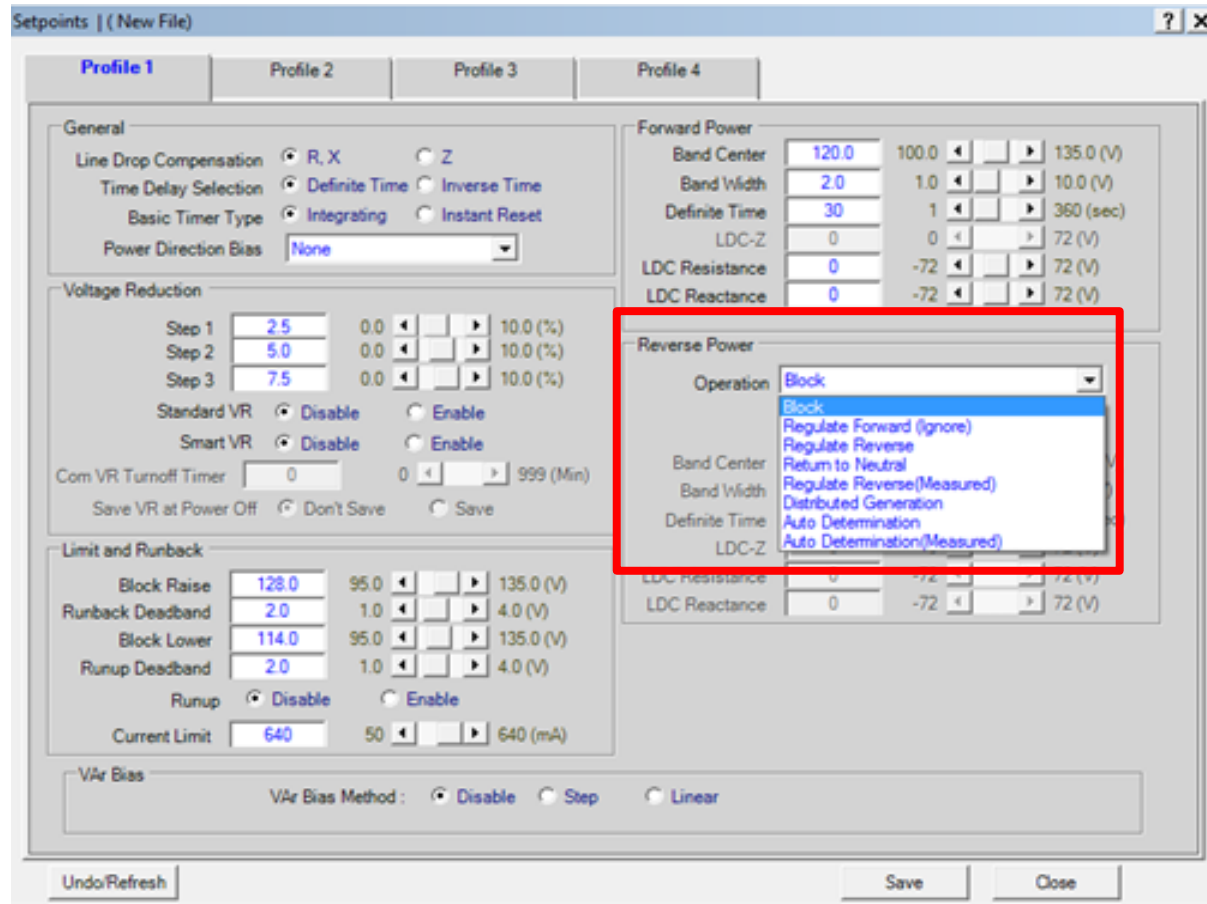 Setpoints | ( New File)
? X
Profile 1 Profile 2 Profile 3 Profile 4
General
Line Drop Compensation R, X Z
Time Delay Selection Definite Time Inverse Time
Basic Timer Type Integrating Instant Reset
Power Direction Bias None
Voltage Reduction
Step 1 2.5 0.0 10.0 (%)
Step 2 5.0 0.0 10.0 (%)
Step 3 7.5 0.0 10.0 (%)
Standard VR Disable Enable
Smart VR Disable Enable
Com VR Turnoff Timer 0 0 999 (Min)
Save VR at Power Off Don't Save Save
Limit and Runback
Block Raise 128.0 95.0 135.0 (V)
Runback Deadband 2.0 1.0 4.0 (V)
Block Lower 114.0 95.0 135.0 (V)
Runup Deadband 2.0 1.0 4.0 (V)
Runup Disable Enable
Current Limit 640 50 640 (mA)
Forward Power
Band Center 120.0 100.0 135.0 (V)
Band Width 2.0 1.0 10.0 (V)
Definite Time 30 1 360 (sec)
LDC-Z 0 0 72 (V)
LDC Resistance 0 -72 72 (V)
LDC Reactance 0 -72 72 (V)
Reverse Power
Operation Block
Block
Regulate Forward (Ignore)
Regulate Reverse
Return to Neutral
Regulate Reverse(Measured)
Distributed Generation
Auto Determination
Auto Determination(Measured)
Band Center
Band Width
Definite Time
LDC-Z
LDC Resistance 0 -72 72 (V)
LDC Reactance 0 -72 72 (V)
VAr Bias
VAr Bias Method : Disable Step Linear
Undo/Refresh Save Close